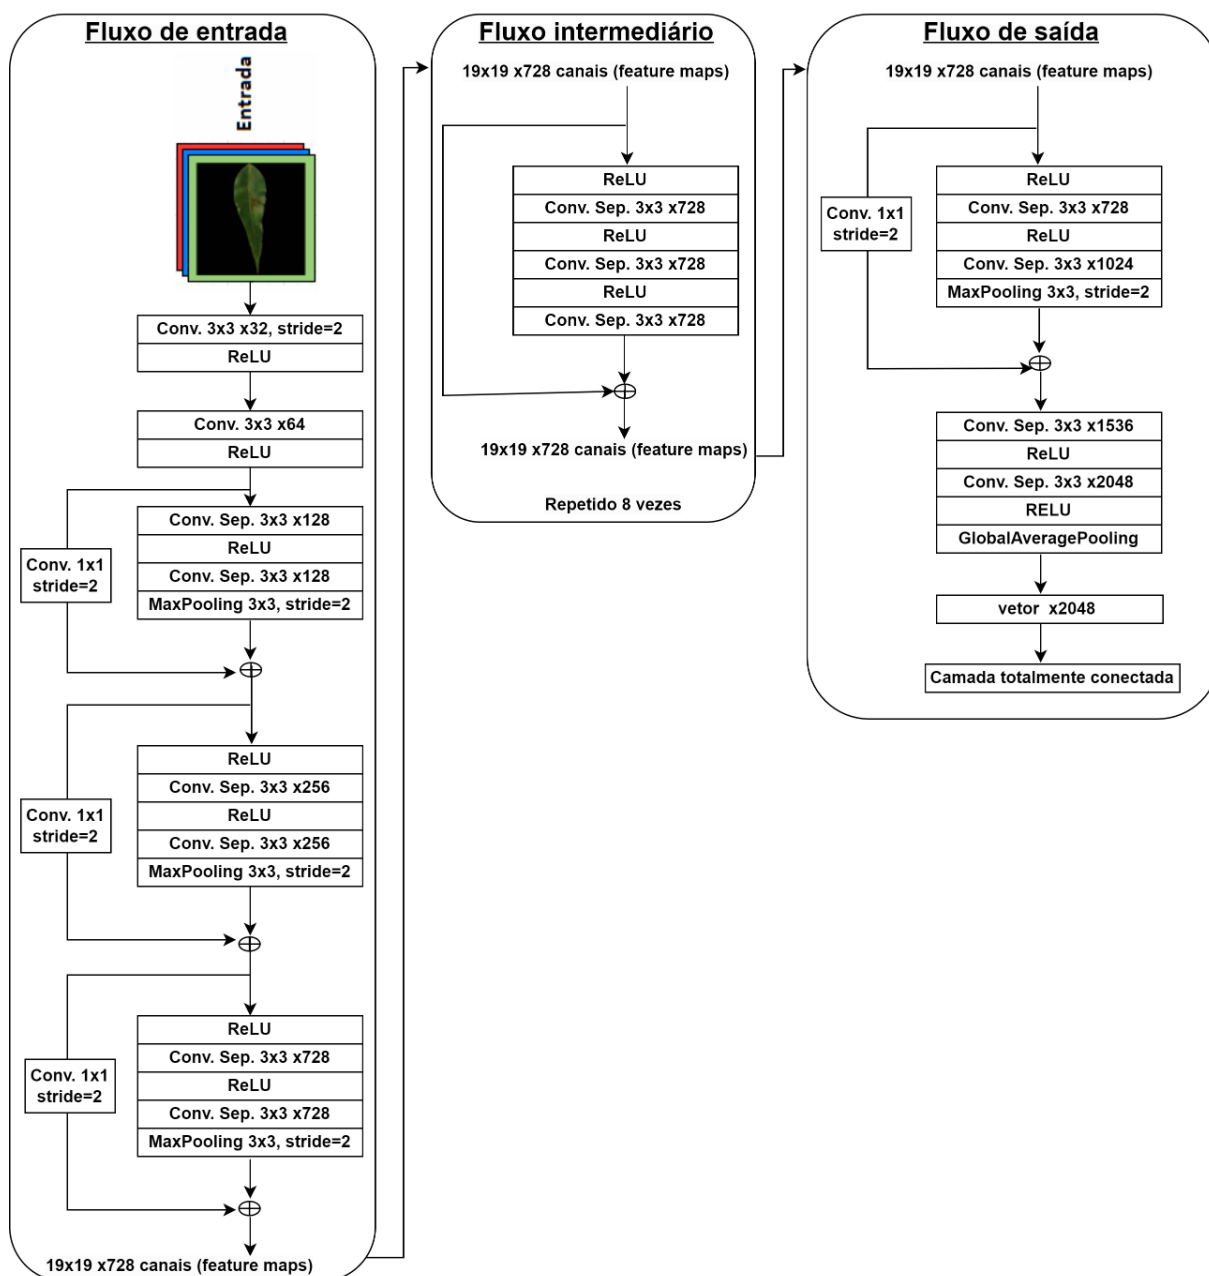 Fluxo de entrada
Entrada
Conv. 3x3 x32, stride=2
ReLU
Conv. 3x3 x64
ReLU
Conv. Sep. 3x3 x128
ReLU
Conv. 1x1
stride=2
Conv. Sep. 3x3 x128
MaxPooling 3x3, stride=2
ReLU
Conv. Sep. 3x3 x256
ReLU
Conv. 1x1
stride=2
Conv. Sep. 3x3 x256
MaxPooling 3x3, stride=2
ReLU
Conv. Sep. 3x3 x728
ReLU
Conv. 1x1
stride=2
Conv. Sep. 3x3 x728
MaxPooling 3x3, stride=2
19x19 x728 canais (feature maps)
Fluxo intermediário
19x19 x728 canais (feature maps)
ReLU
Conv. Sep. 3x3 x728
ReLU
Conv. Sep. 3x3 x728
ReLU
Conv. Sep. 3x3 x728
19x19 x728 canais (feature maps)
Repetido 8 vezes
Fluxo de saída
19x19 x728 canais (feature maps)
ReLU
Conv. Sep. 3x3 x728
Conv. 1x1
stride=2
ReLU
Conv. Sep. 3x3 x1024
MaxPooling 3x3, stride=2
Conv. Sep. 3x3 x1536
ReLU
Conv. Sep. 3x3 x2048
RELU
GlobalAveragePooling
vetor x2048
Camada totalmente conectada